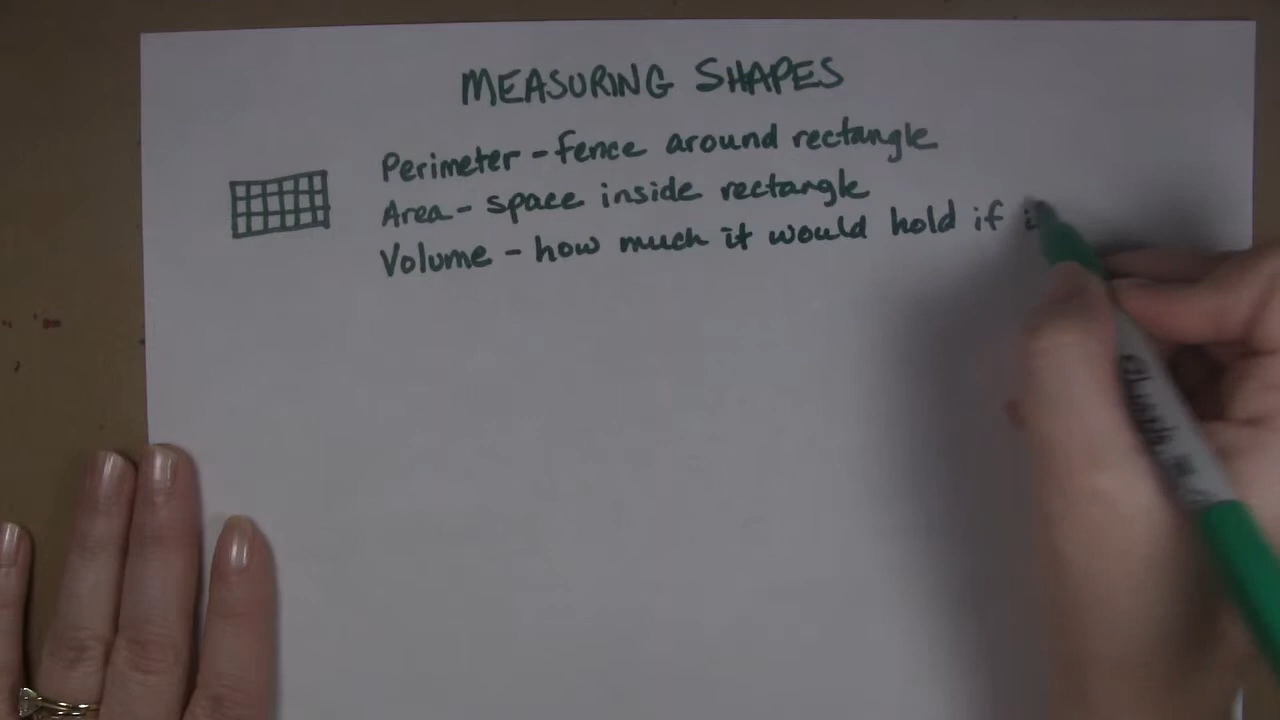 MEASURING SHAPES
Perimeter - fence around rectangle
Area - space inside rectangle
Volume - how much it would hold if